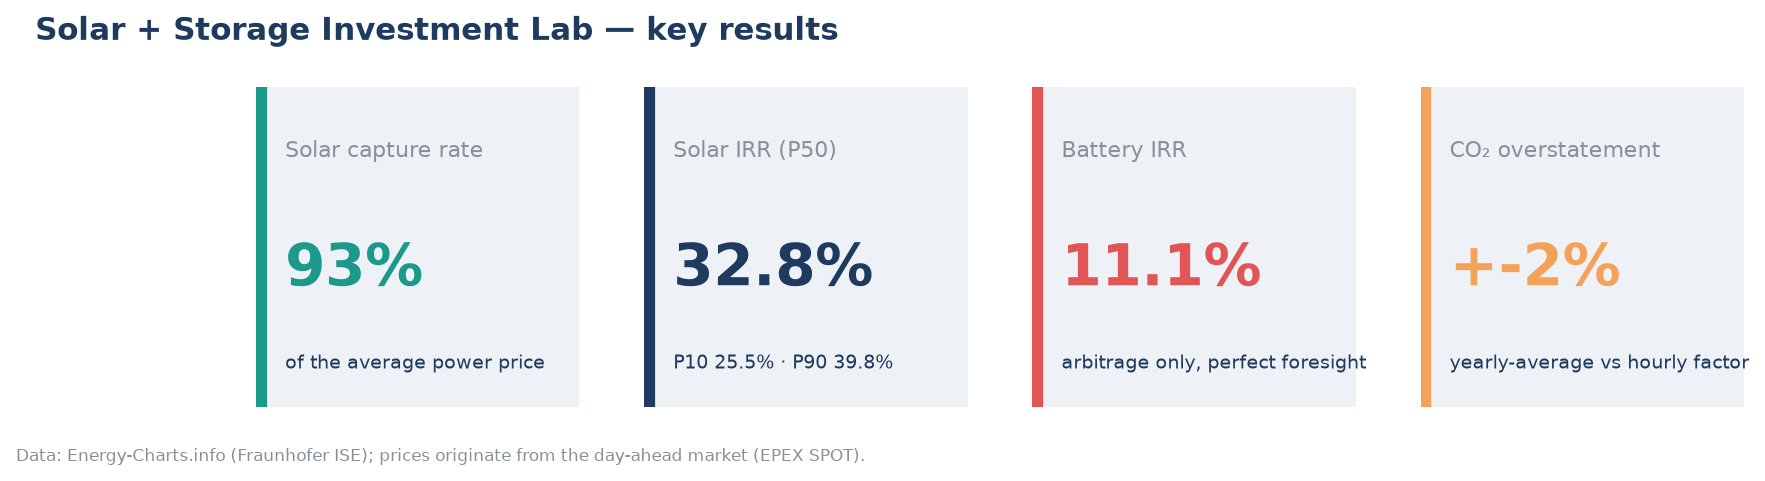 Solar + Storage Investment Lab — key results
Solar capture rate
93%
of the average power price
Solar IRR (P50)
32.8%
P10 25.5% · P90 39.8%
Battery IRR
11.1%
arbitrage only, perfect foresight
CO₂ overstatement
+-2%
yearly-average vs hourly factor
Data: Energy-Charts.info (Fraunhofer ISE); prices originate from the day-ahead market (EPEX SPOT).